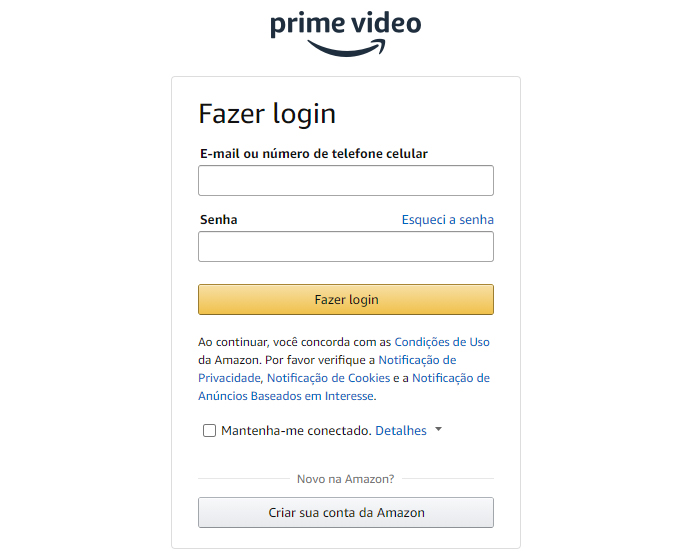 prime video
Fazer login
E-mail ou número de telefone celular
Senha Esqueci a senha
Fazer login
Ao continuar, você concorda com as Condições de Uso
da Amazon. Por favor verifique a Notificação de
Privacidade, Notificação de Cookies e a Notificação de
Anúncios Baseados em Interesse.
Mantenha-me conectado. Detalhes
Novo na Amazon?
Criar sua conta da Amazon